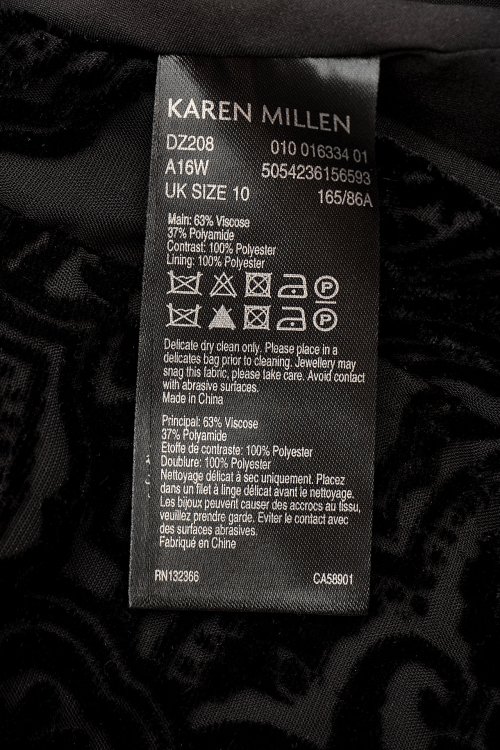 KAREN MILLEN
DZ208 010 016334 01
A16W 5054236156593
UK SIZE 10 165/86A
Main: 63% Viscose
37% Polyamide
Contrast: 100% Polyester
Lining: 100% Polyester
P
P
Delicate dry clean only. Please place in a
delicates bag prior to cleaning. Jewellery may
snag this fabric, please take care. Avoid contact
with abrasive surfaces.
Made in China
Principal: 63% Viscose
37% Polyamide
Etoffe de contraste: 100% Polyester
Doublure: 100% Polyester
Nettoyage délicat à sec uniquement. Placez
dans un filet à linge délicat avant le nettoyage.
Les bijoux peuvent causer des accrocs au tissu,
veuillez prendre garde. Eviter le contact avec
des surfaces abrasives.
Fabriqué en Chine
RN132366 CA58901